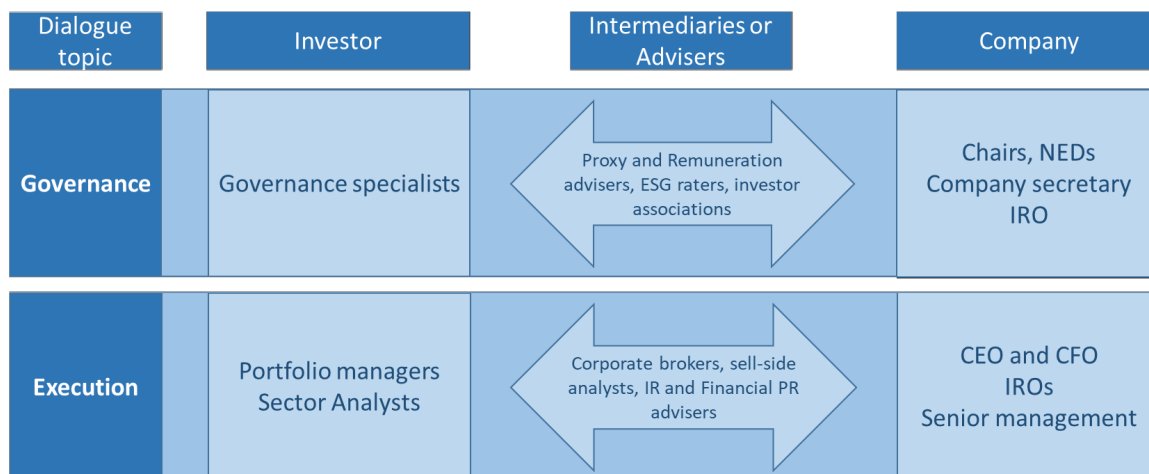 Dialogue
topic
Investor
Intermediaries or
Advisers
Company
Governance
Governance specialists
Proxy and Remuneration
advisers, ESG raters, investor
associations
Chairs, NEDs
Company secretary
IRO
Execution
Portfolio managers
Sector Analysts
Corporate brokers, sell-side
analysts, IR and Financial PR
advisers
CEO and CFO
IROs
Senior management